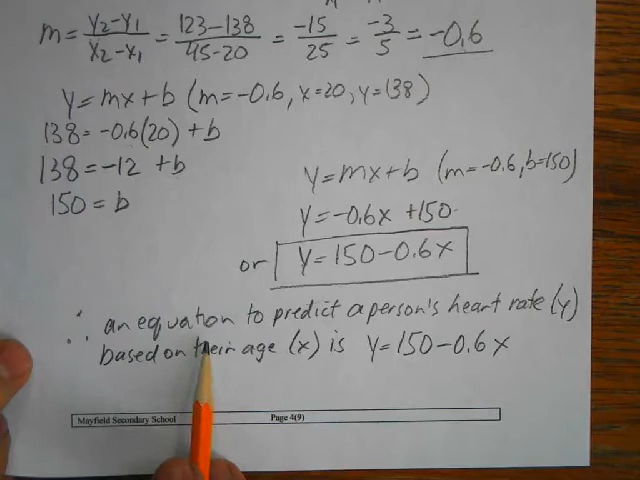 m = y₂-y₁/x₂-x₁ = 123-138/45-20 = -15/25 = -3/5 = -0.6
y = mx + b (m = -0.6, x=20, y=138)
138 = -0.6(20) + b
138 = -12 + b
150 = b
y = mx + b (m = -0.6, b=150)
y = -0.6x + 150
or y = 150 - 0.6x
∴ an equation to predict a person's heart rate (y)
based on their age (x) is y = 150 - 0.6x
Mayfield Secondary School Page 4(9)